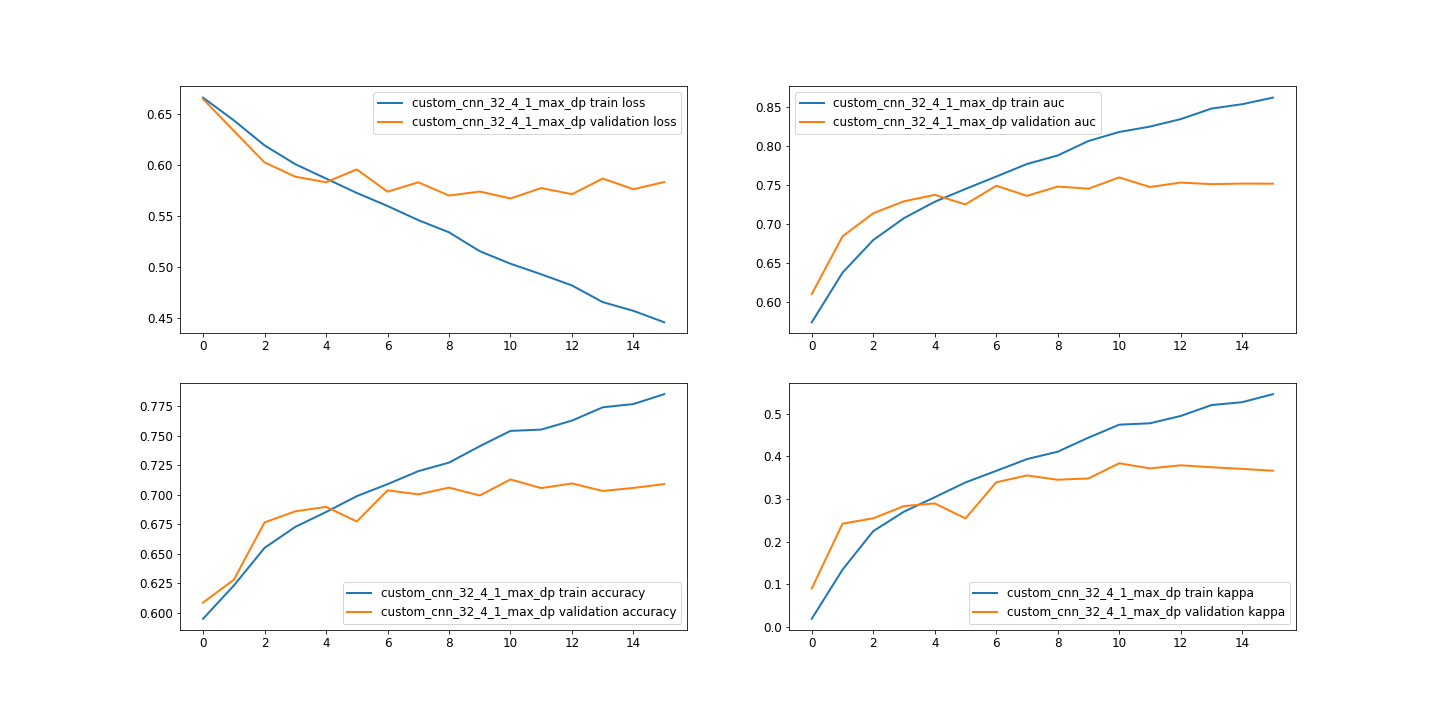 0.65
0.60
0.55
0.50
0.45
custom_cnn_32_4_1_max_dp train loss
custom_cnn_32_4_1_max_dp validation loss
0 2 4 6 8 10 12 14
0.85
0.80
0.75
0.70
0.65
0.60
custom_cnn_32_4_1_max_dp train auc
custom_cnn_32_4_1_max_dp validation auc
0 2 4 6 8 10 12 14
0.775
0.750
0.725
0.700
0.675
0.650
0.625
0.600
custom_cnn_32_4_1_max_dp train accuracy
custom_cnn_32_4_1_max_dp validation accuracy
0 2 4 6 8 10 12 14
0.5
0.4
0.3
0.2
0.1
0.0
custom_cnn_32_4_1_max_dp train kappa
custom_cnn_32_4_1_max_dp validation kappa
0 2 4 6 8 10 12 14